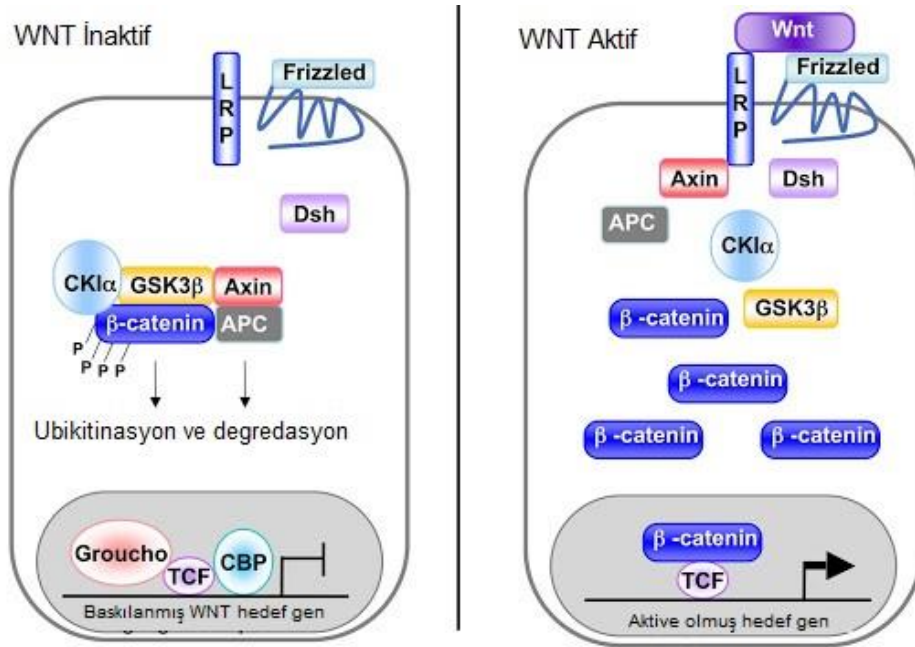 WNT İnaktif
LRP
Frizzled
Dsh
CKIα
GSK3β
Axin
β-catenin
APC
P
P
P
P
Ubikitinasyon ve degredasyon
Groucho
TCF
CBP
Baskılanmış WNT hedef gen
WNT Aktif
Wnt
LRP
Frizzled
Axin
Dsh
APC
CKIα
GSK3β
β -catenin
β -catenin
β -catenin
β -catenin
β -catenin
TCF
Aktive olmuş hedef gen